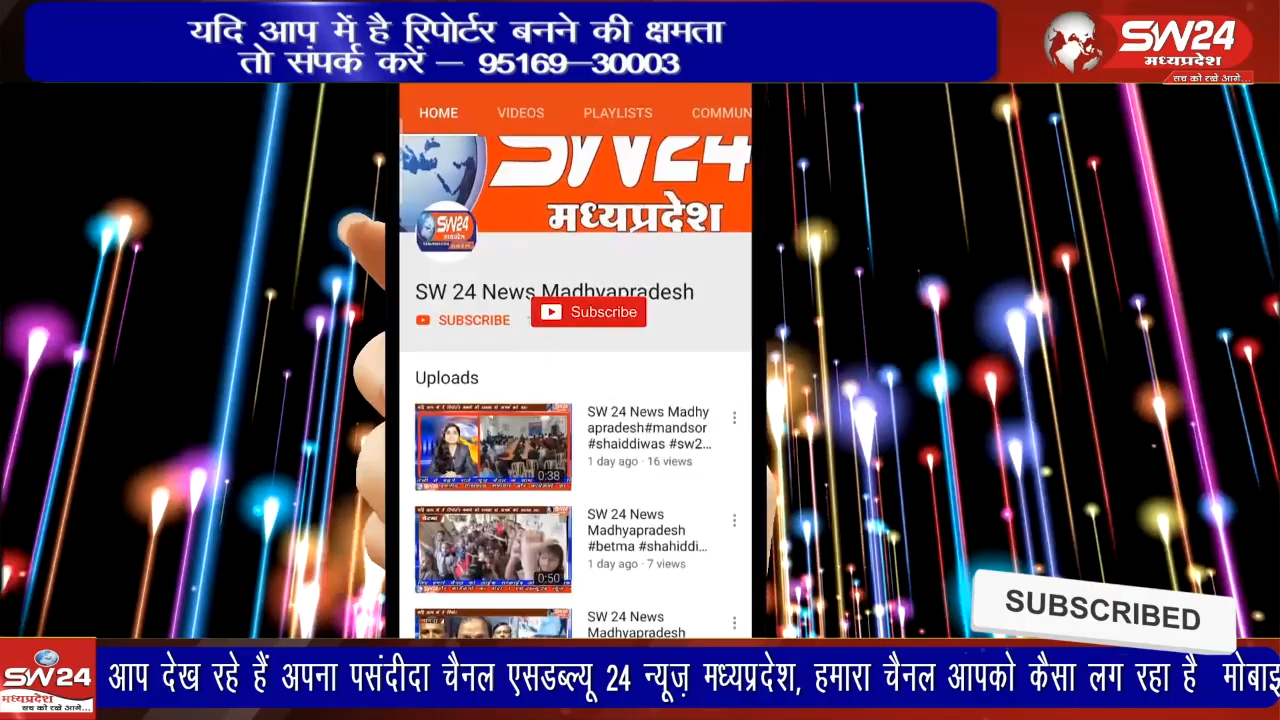 यदि आप में है रिपोर्टर बनने की क्षमता
तो संपर्क करें – 95169–30003
SW24
मध्यप्रदेश
सच को रखे आगे...
HOME VIDEOS PLAYLISTS COMMUN
SW24
मध्यप्रदेश
SW24
SW 24 News Madhyapradesh
SUBSCRIBE
Subscribe
Uploads
SW 24 News Madhy
apradesh#mandsor
#shaiddiwas #sw2...
1 day ago · 16 views
0:38
SW 24 News
Madhyapradesh
#betma #shahiddi...
1 day ago · 7 views
0:50
SW 24 News
Madhyapradesh
SUBSCRIBED
SW24
मध्यप्रदेश
सच को रखे आगे...
आप देख रहे हैं अपना पसंदीदा चैनल एसडब्ल्यू 24 न्यूज़ मध्यप्रदेश, हमारा चैनल आपको कैसा लग रहा है मोबाइ